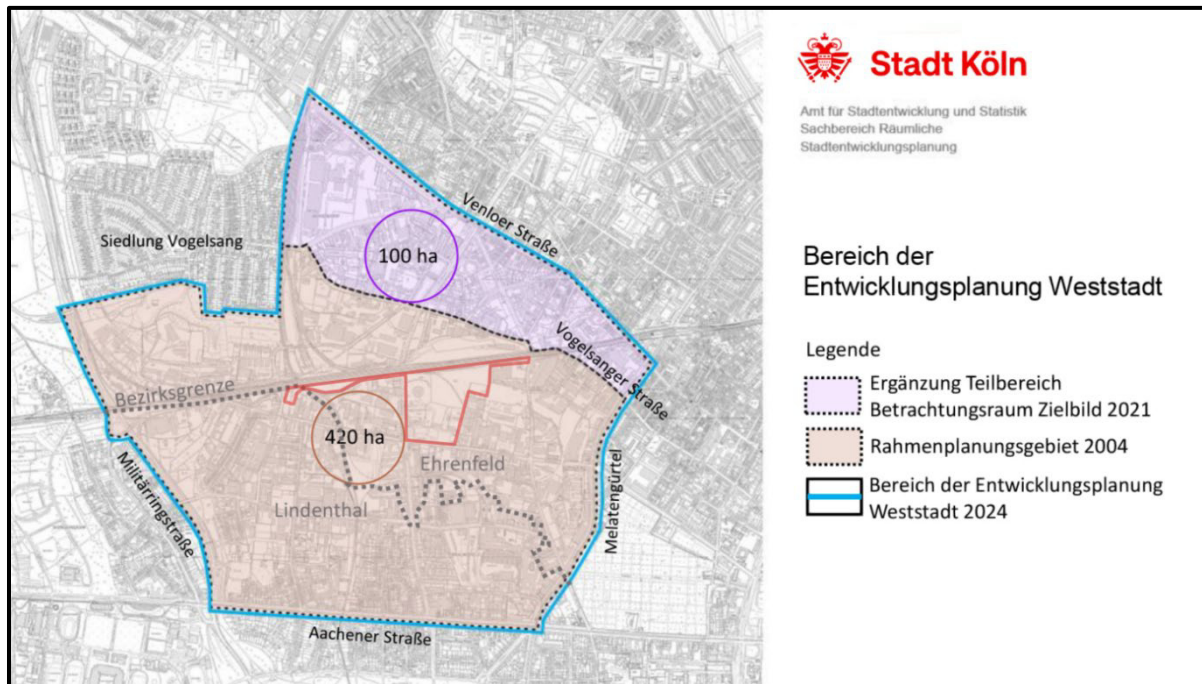 Stadt Köln
Amt für Stadtentwicklung und Statistik
Sachbereich Räumliche
Stadtentwicklungsplanung
Bereich der
Entwicklungsplanung Weststadt
Legende
Ergänzung Teilbereich
Betrachtungsraum Zielbild 2021
Rahmenplanungsgebiet 2004
Bereich der Entwicklungsplanung
Weststadt 2024
Venloer Straße
Siedlung Vogelsang
100 ha
Vogelsanger Straße
Bezirksgrenze
420 ha
Ehrenfeld
Lindenthal
Militärringstraße
Melatengürtel
Aachener Straße